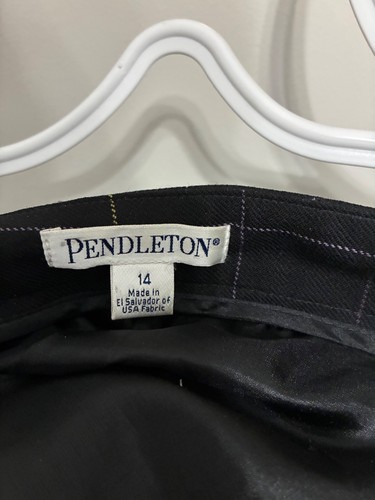 PENDLETON®
14
Made in
El Salvador of
USA Fabric